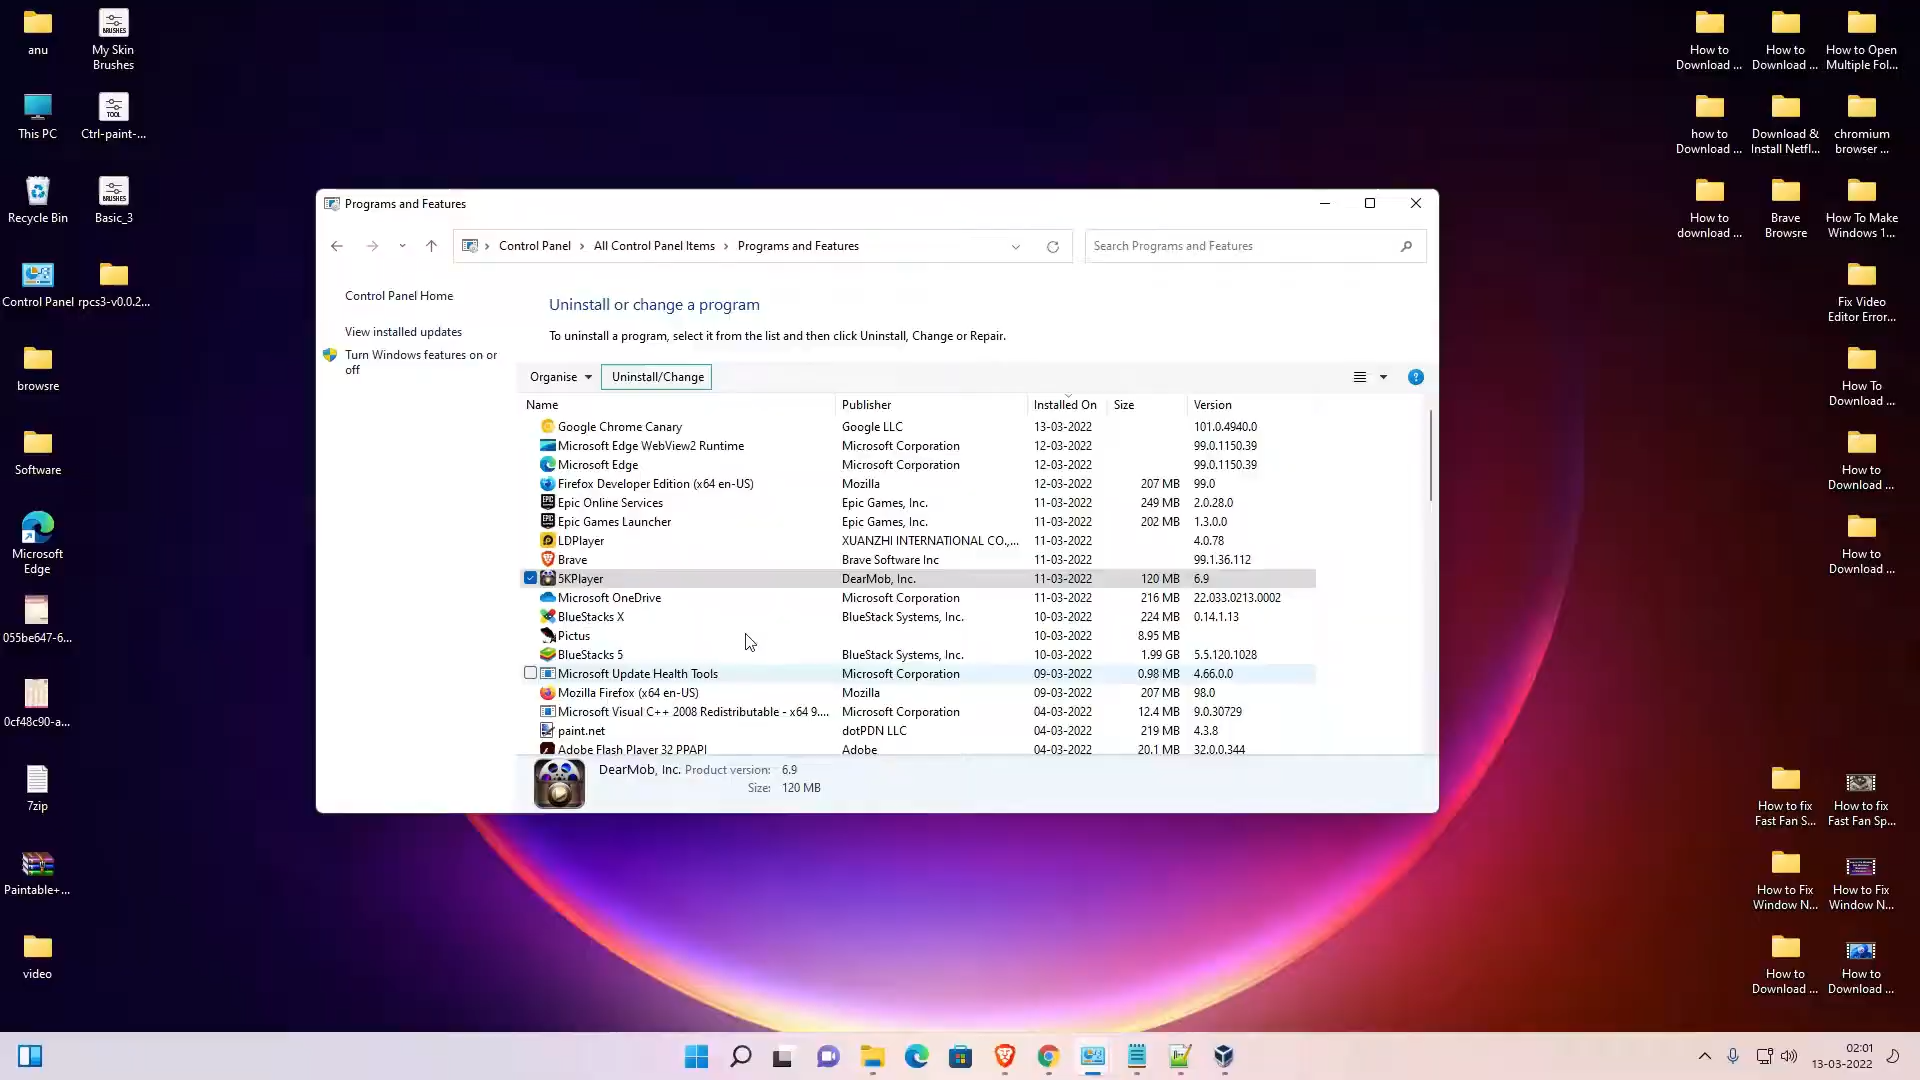 anu
My Skin
Brushes
This PC
Ctrl-paint-...
Recycle Bin
Basic_3
Control Panel
rpcs3-v0.0.2...
browsre
Software
Microsoft
Edge
055be647-6...
0cf48c90-a...
7zip
Paintable+...
video
Programs and Features
Control Panel > All Control Panel Items > Programs and Features
Search Programs and Features
Control Panel Home
View installed updates
Turn Windows features on or
off
Uninstall or change a program
To uninstall a program, select it from the list and then click Uninstall, Change or Repair.
Organise Uninstall/Change
Name Publisher Installed On Size Version
Google Chrome Canary Google LLC 13-03-2022 101.0.4940.0
Microsoft Edge WebView2 Runtime Microsoft Corporation 12-03-2022 99.0.1150.39
Microsoft Edge Microsoft Corporation 12-03-2022 99.0.1150.39
Firefox Developer Edition (x64 en-US) Mozilla 12-03-2022 207 MB 99.0
Epic Online Services Epic Games, Inc. 11-03-2022 249 MB 2.0.28.0
Epic Games Launcher Epic Games, Inc. 11-03-2022 202 MB 1.3.0.0
LDPlayer XUANZHI INTERNATIONAL CO.,... 11-03-2022 4.0.78
Brave Brave Software Inc 11-03-2022 99.1.36.112
5KPlayer DearMob, Inc. 11-03-2022 120 MB 6.9
Microsoft OneDrive Microsoft Corporation 11-03-2022 216 MB 22.033.0213.0002
BlueStacks X BlueStack Systems, Inc. 10-03-2022 224 MB 0.14.1.13
Pictus 10-03-2022 8.95 MB
BlueStacks 5 BlueStack Systems, Inc. 10-03-2022 1.99 GB 5.5.120.1028
Microsoft Update Health Tools Microsoft Corporation 09-03-2022 0.98 MB 4.66.0.0
Mozilla Firefox (x64 en-US) Mozilla 09-03-2022 207 MB 98.0
Microsoft Visual C++ 2008 Redistributable - x64 9.... Microsoft Corporation 04-03-2022 12.4 MB 9.0.30729
paint.net dotPDN LLC 04-03-2022 219 MB 4.3.8
Adobe Flash Player 32 PPAPI Adobe 04-03-2022 20.1 MB 32.0.0.344
DearMob, Inc. Product version: 6.9
Size: 120 MB
How to
Download ...
How to
Download ...
How to Open
Multiple Fol...
how to
Download ...
Download &
Install Netfl...
chromium
browser ...
How to
download ...
Brave
Browsre
How To Make
Windows 1...
Fix Video
Editor Error...
How To
Download ...
How to
Download ...
How to
Download ...
How to fix
Fast Fan S...
How to fix
Fast Fan Sp...
How to Fix
Window N...
How to Fix
Window N...
How to
Download ...
How to
Download ...
02:01
13-03-2022